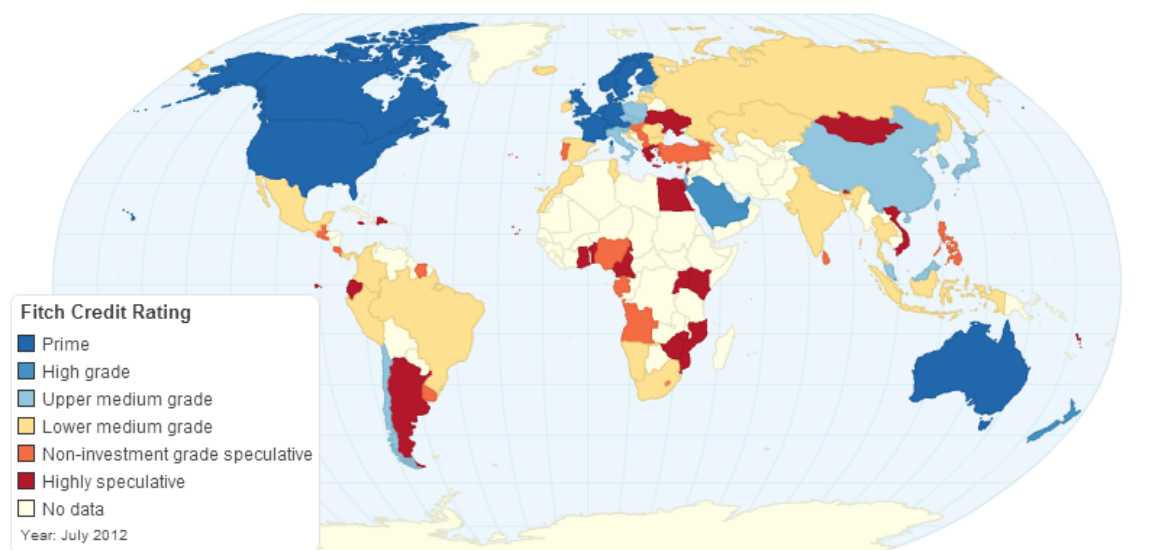 Fitch Credit Rating
Prime
High grade
Upper medium grade
Lower medium grade
Non-investment grade speculative
Highly speculative
No data
Year: July 2012